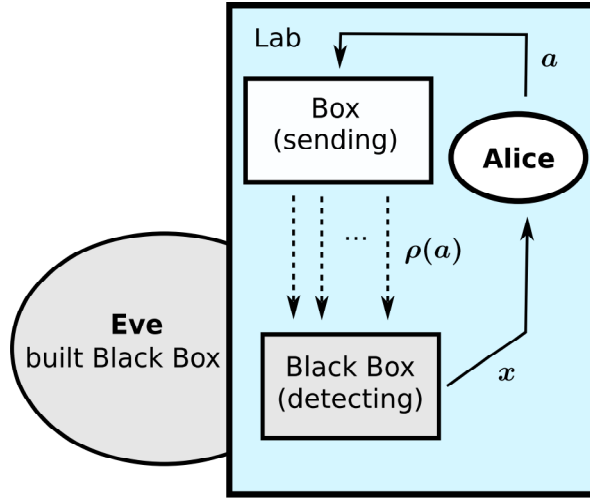 Lab
a
Box
(sending)
Alice
...
ρ(a)
Eve
built Black Box
Black Box
(detecting)
x